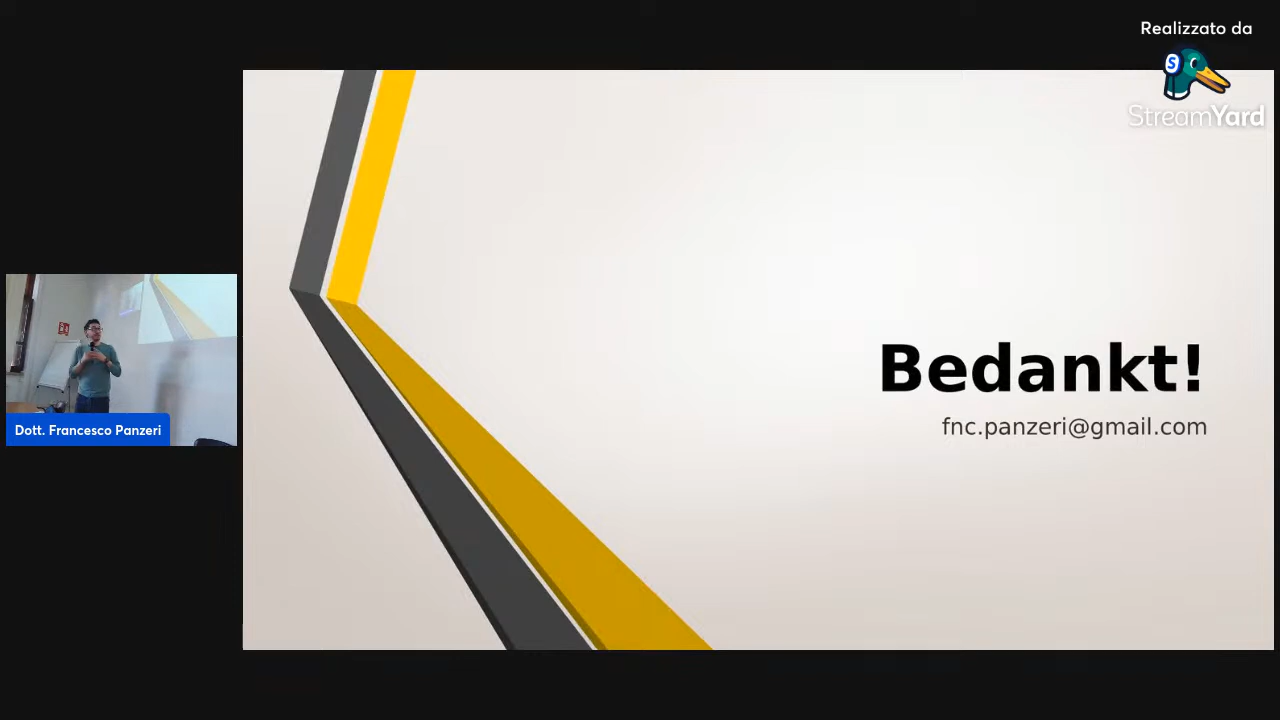 Realizzato da
StreamYard
Bedankt!
fnc.panzeri@gmail.com
Dott. Francesco Panzeri